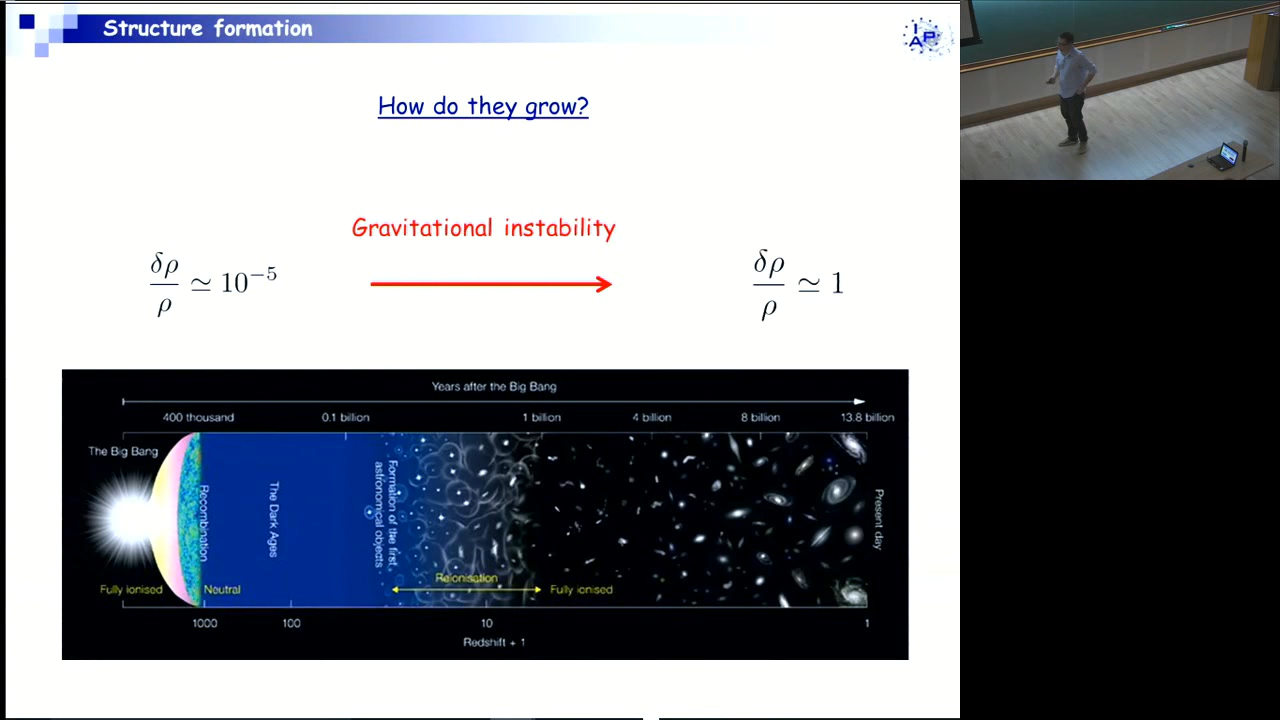 Structure formation
I
AP
How do they grow?
Gravitational instability
δρ/ρ ≃ 10⁻⁵
δρ/ρ ≃ 1
Years after the Big Bang
400 thousand 0.1 billion 1 billion 4 billion 8 billion 13.8 billion
The Big Bang
Recombination
The Dark Ages
Formation of the first
astronomical objects
Present day
Fully ionised Neutral Reionisation Fully ionised
1000 100 10 1
Redshift + 1